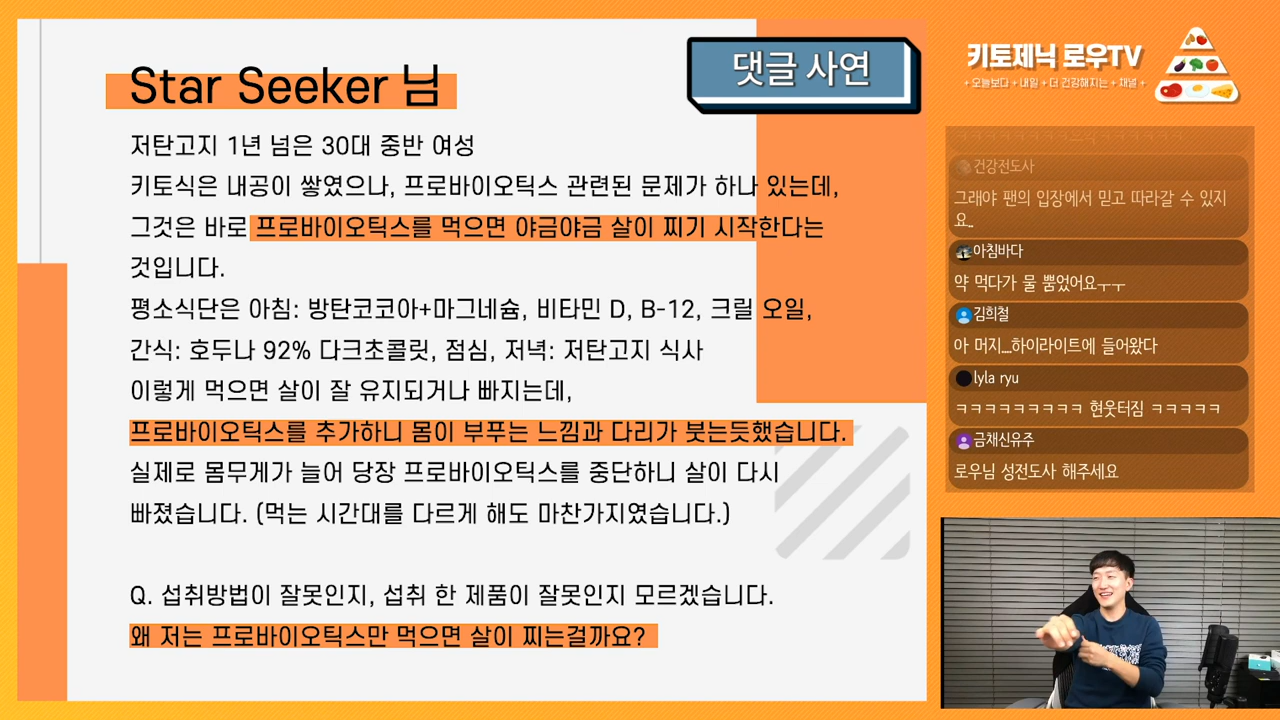 Star Seeker 님
댓글 사연
저탄고지 1년 넘은 30대 중반 여성
키토식은 내공이 쌓였으나, 프로바이오틱스 관련된 문제가 하나 있는데,
그것은 바로 프로바이오틱스를 먹으면 야금야금 살이 찌기 시작한다는
것입니다.
평소식단은 아침: 방탄코코아+마그네슘, 비타민 D, B-12, 크릴 오일,
간식: 호두나 92% 다크초콜릿, 점심, 저녁: 저탄고지 식사
이렇게 먹으면 살이 잘 유지되거나 빠지는데,
프로바이오틱스를 추가하니 몸이 부푸는 느낌과 다리가 붓는듯했습니다.
실제로 몸무게가 늘어 당장 프로바이오틱스를 중단하니 살이 다시
빠졌습니다. (먹는 시간대를 다르게 해도 마찬가지였습니다.)
Q. 섭취방법이 잘못인지, 섭취 한 제품이 잘못인지 모르겠습니다.
왜 저는 프로바이오틱스만 먹으면 살이 찌는걸까요?
키토제닉 로우TV
+ 오늘보다 + 내일 + 더 건강해지는 + 채널 +
건강전도사
그래야 팬의 입장에서 믿고 따라갈 수 있지
요..
아침바다
약 먹다가 물 뿜었어요ㅜㅜ
김희철
아 머지....하이라이트에 들어왔다
lyla ryu
ㅋㅋㅋㅋㅋㅋㅋㅋㅋ 현웃터짐 ㅋㅋㅋㅋㅋ
금채신유주
로우님 성전도사 해주세요